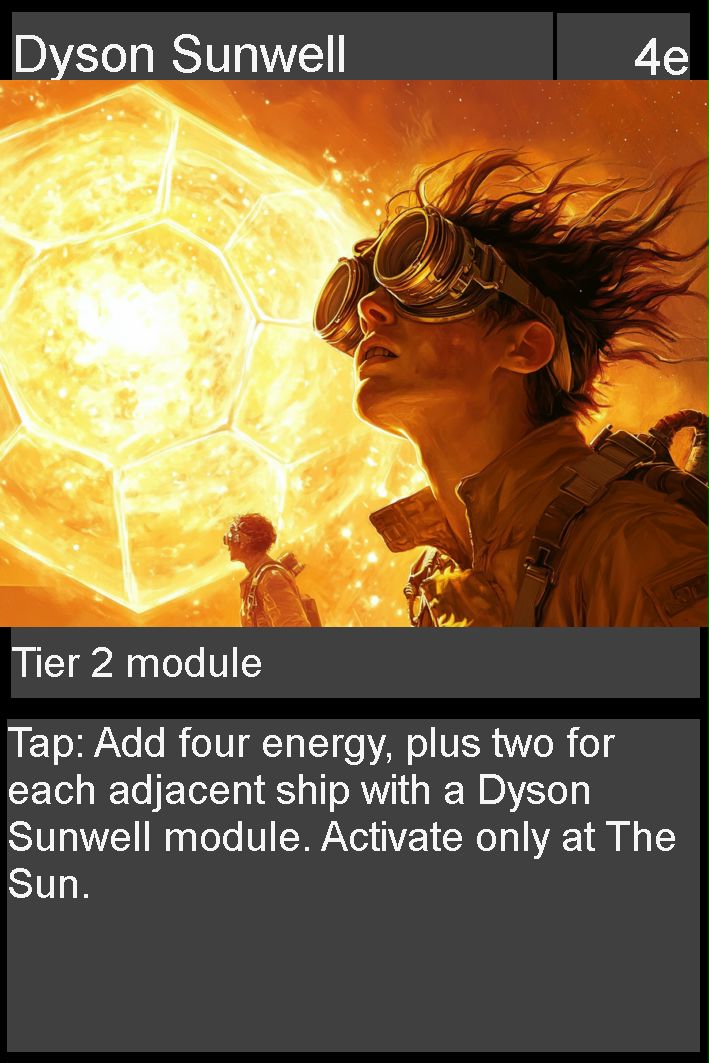 Dyson Sunwell
4e
Tier 2 module
Tap: Add four energy, plus two for
each adjacent ship with a Dyson
Sunwell module. Activate only at The
Sun.